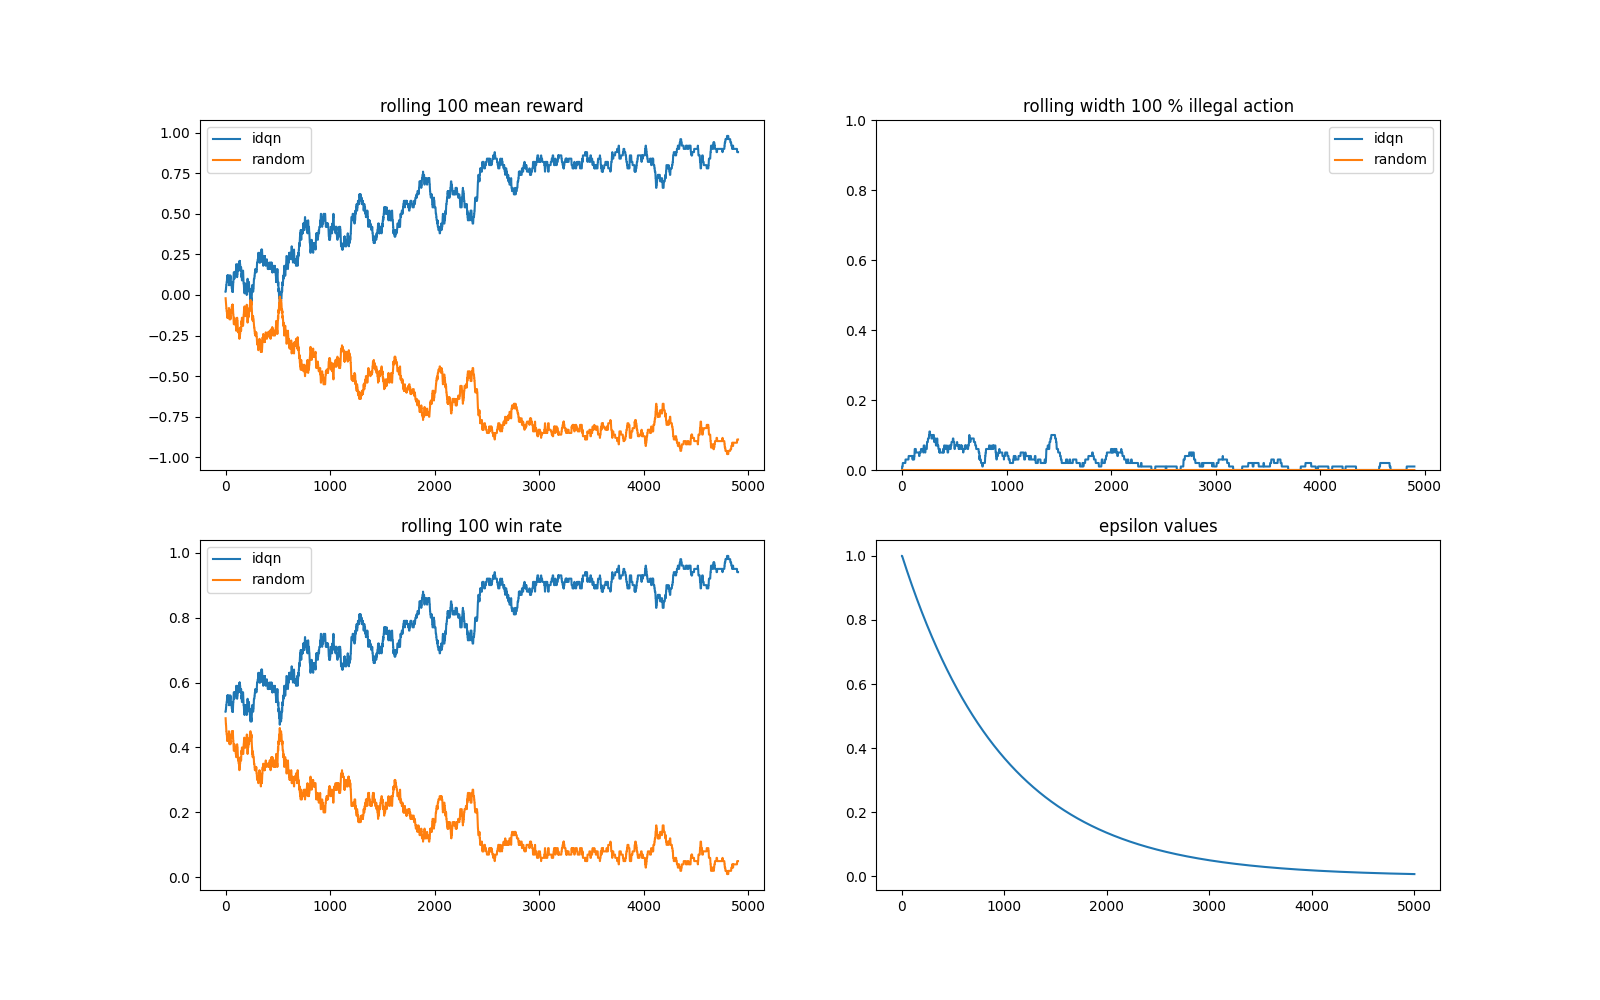 rolling 100 mean reward
idqn
random
1.00
0.75
0.50
0.25
0.00
−0.25
−0.50
−0.75
−1.00
0 1000 2000 3000 4000 5000
rolling width 100 % illegal action
idqn
random
1.0
0.8
0.6
0.4
0.2
0.0
0 1000 2000 3000 4000 5000
rolling 100 win rate
idqn
random
1.0
0.8
0.6
0.4
0.2
0.0
0 1000 2000 3000 4000 5000
epsilon values
1.0
0.8
0.6
0.4
0.2
0.0
0 1000 2000 3000 4000 5000